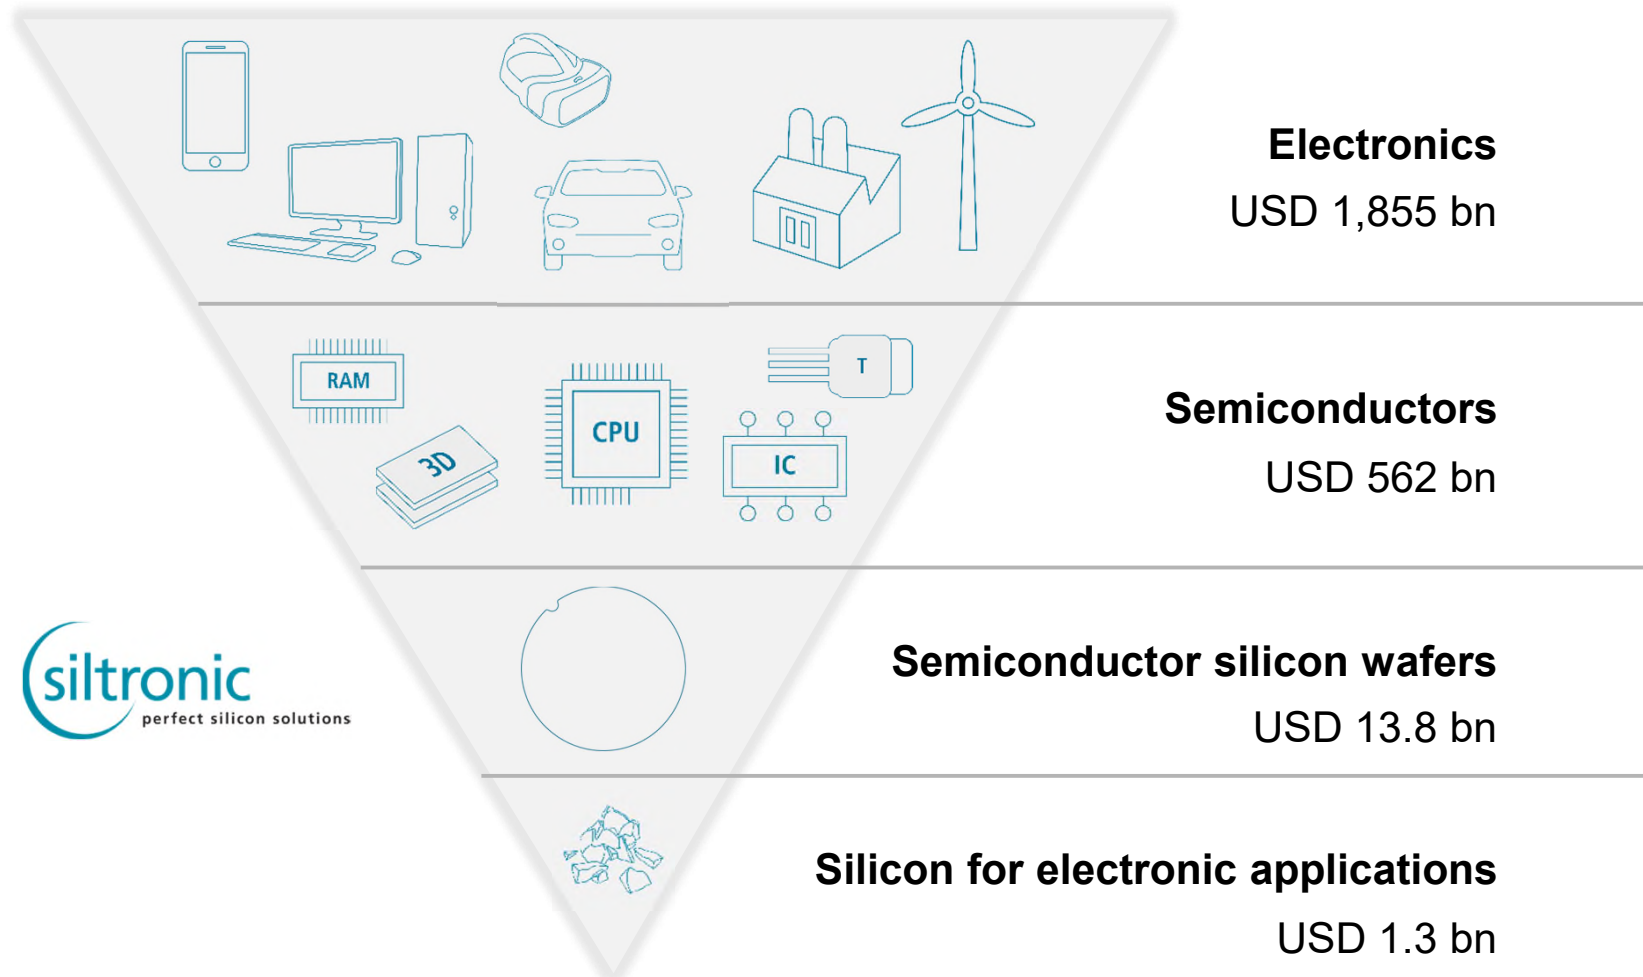 Electronics
USD 1,855 bn
RAM
3D
CPU
T
IC
Semiconductors
USD 562 bn
siltronic
perfect silicon solutions
Semiconductor silicon wafers
USD 13.8 bn
Silicon for electronic applications
USD 1.3 bn